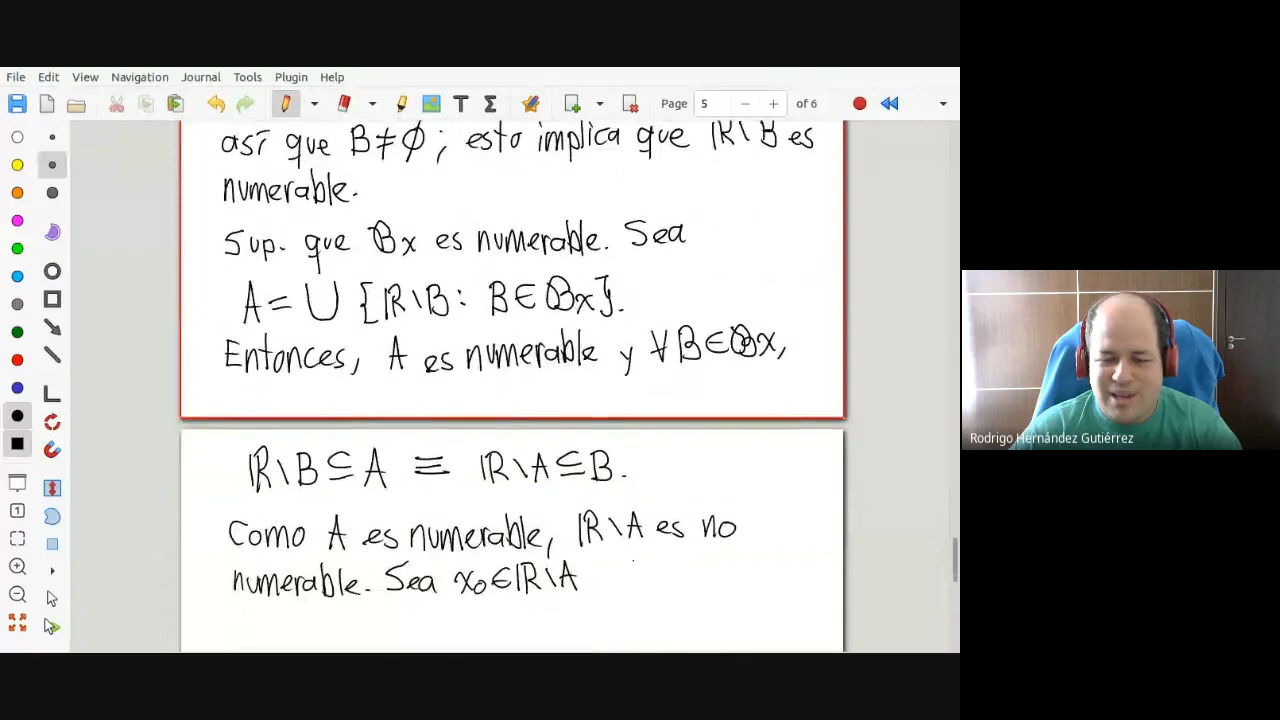 File Edit View Navigation Journal Tools Plugin Help
Page 5 of 6
así que B≠∅; esto implica que ℝ\B es
numerable.
Sup. que ℬx es numerable. Sea
A = ∪ {ℝ\B : B∈ℬx}.
Entonces, A es numerable y ∀B∈ℬx,
ℝ\B ⊆ A ≡ ℝ\A ⊆ B.
Como A es numerable, ℝ\A es no
numerable. Sea x₀∈ℝ\A
Rodrigo Hernández Gutiérrez